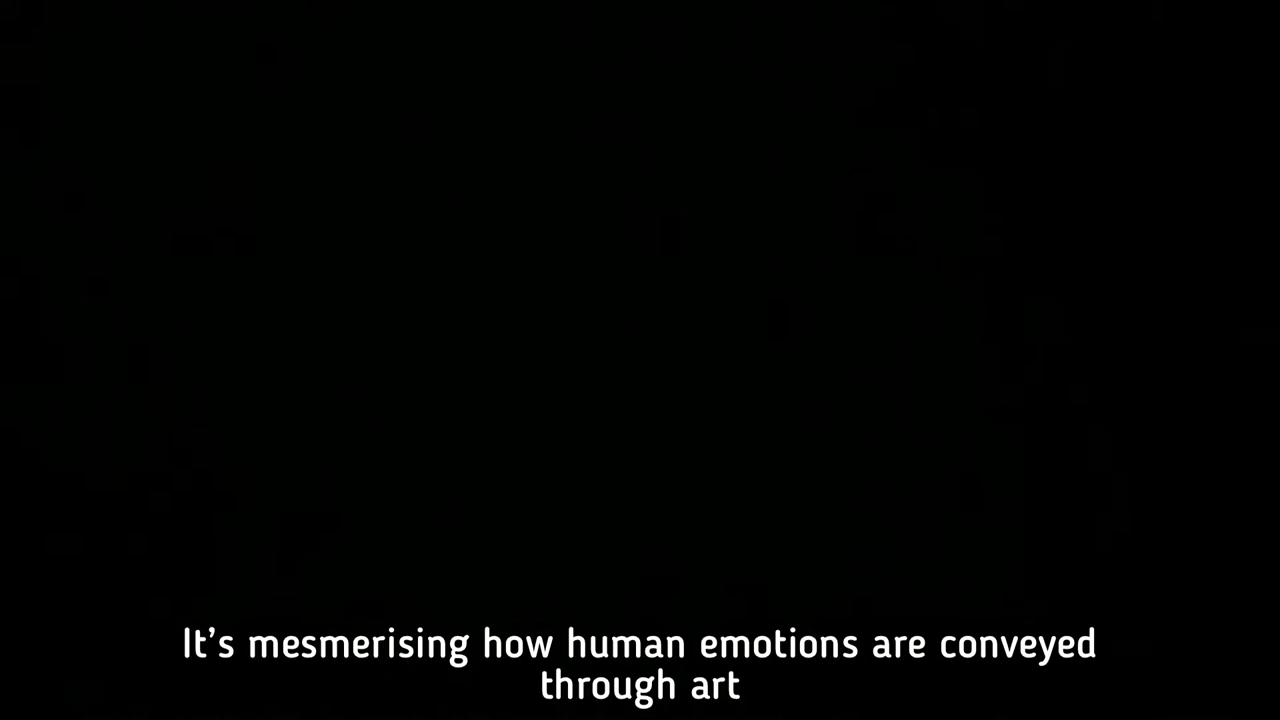 It’s mesmerising how human emotions are conveyed
through art